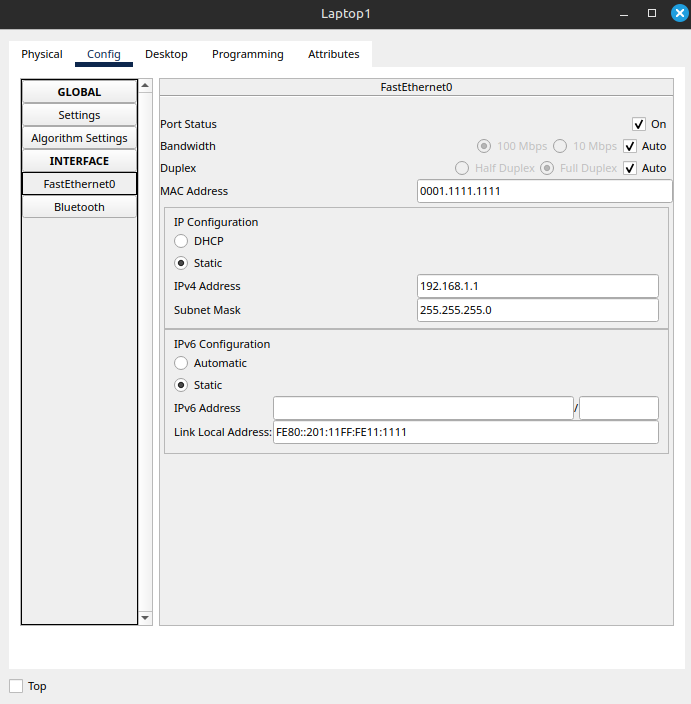 Laptop1
Physical Config Desktop Programming Attributes
GLOBAL
Settings
Algorithm Settings
INTERFACE
FastEthernet0
Bluetooth
FastEthernet0
Port Status On
Bandwidth 100 Mbps 10 Mbps Auto
Duplex Half Duplex Full Duplex Auto
MAC Address 0001.1111.1111
IP Configuration
DHCP
Static
IPv4 Address 192.168.1.1
Subnet Mask 255.255.255.0
IPv6 Configuration
Automatic
Static
IPv6 Address /
Link Local Address: FE80::201:11FF:FE11:1111
Top